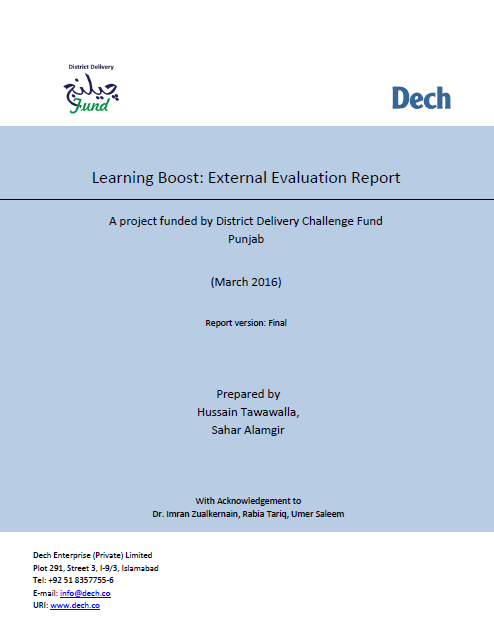 District Delivery
چیلنج
Fund
Dech
Learning Boost: External Evaluation Report
A project funded by District Delivery Challenge Fund
Punjab
(March 2016)
Report version: Final
Prepared by
Hussain Tawawalla,
Sahar Alamgir
With Acknowledgement to
Dr. Imran Zualkernain, Rabia Tariq, Umer Saleem
Dech Enterprise (Private) Limited
Plot 291, Street 3, I-9/3, Islamabad
Tel: +92 51 8357755-6
E-mail: info@dech.co
URI: www.dech.co